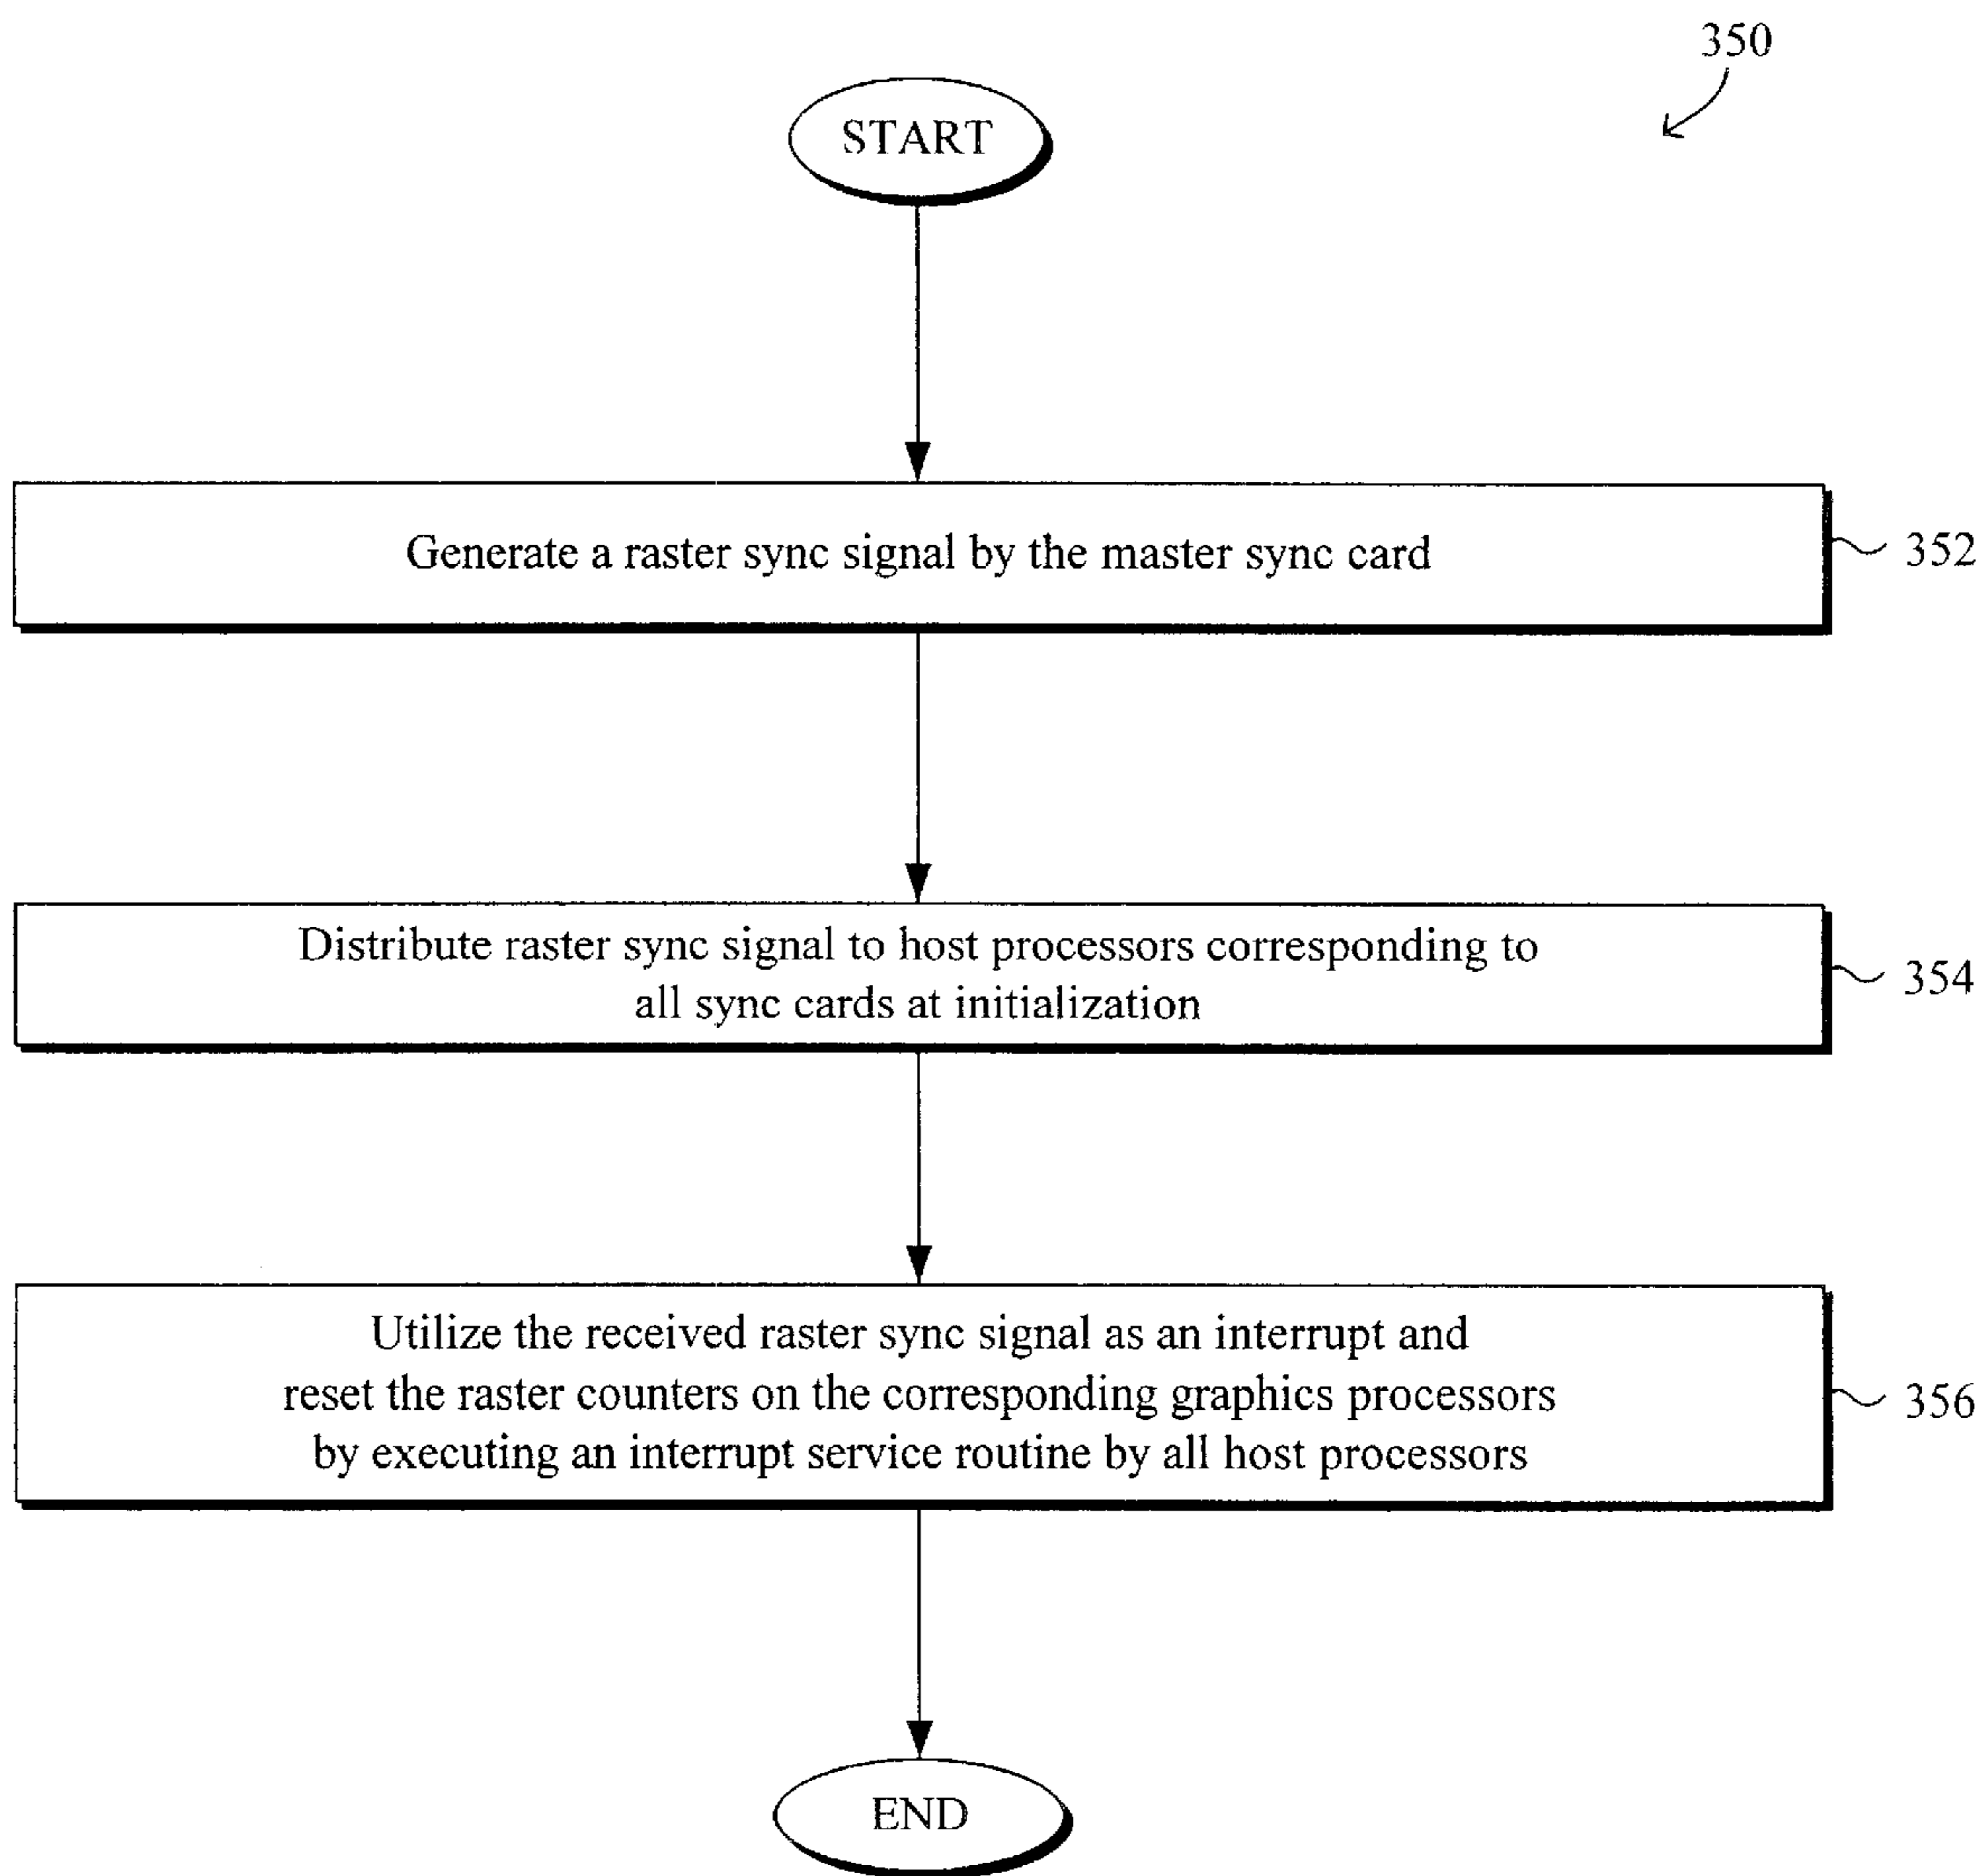 350
START
Generate a raster sync signal by the master sync card
352
Distribute raster sync signal to host processors corresponding to
all sync cards at initialization
354
Utilize the received raster sync signal as an interrupt and
reset the raster counters on the corresponding graphics processors
by executing an interrupt service routine by all host processors
356
END